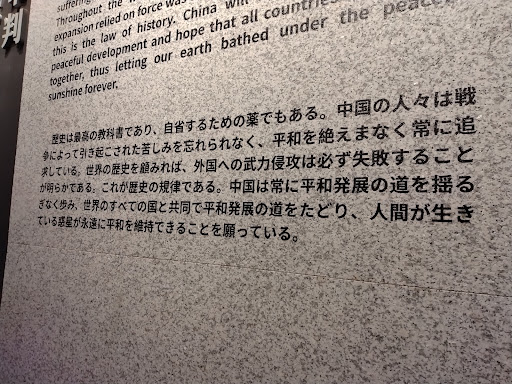 判
suffering
Throughout the
expansion relied on force was
this is the law of history. China will
peaceful development and hope that all countries
together, thus letting our earth bathed under the peace
sunshine forever.
歴史は最高の教科書であり、自省するための薬でもある。中国の人々は戦
争によって引き起こされた苦しみを忘れられなく、平和を絶えまなく常に追
求している。世界の歴史を顧みれば、外国への武力侵攻は必ず失敗すること
が明らかである。これが歴史の規律である。中国は常に平和発展の道を揺る
ぎなく歩み、世界のすべての国と共同で平和発展の道をたどり、人間が生き
ている惑星が永遠に平和を維持できることを願っている。